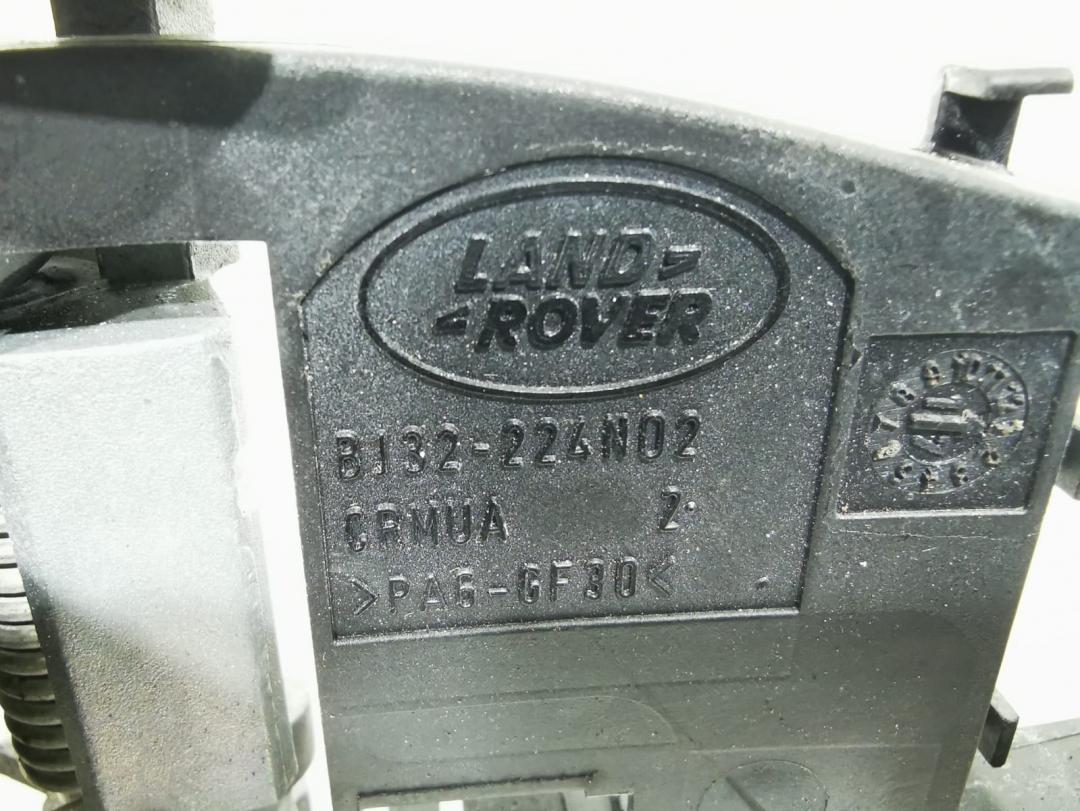 LAND
ROVER
BJ32-224N02
CRMUA Z
>PA6-GF30<